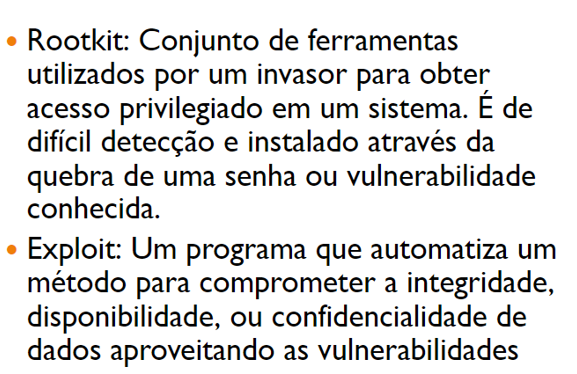 • Rootkit: Conjunto de ferramentas
utilizados por um invasor para obter
acesso privilegiado em um sistema. É de
difícil detecção e instalado através da
quebra de uma senha ou vulnerabilidade
conhecida.
• Exploit: Um programa que automatiza um
método para comprometer a integridade,
disponibilidade, ou confidencialidade de
dados aproveitando as vulnerabilidades